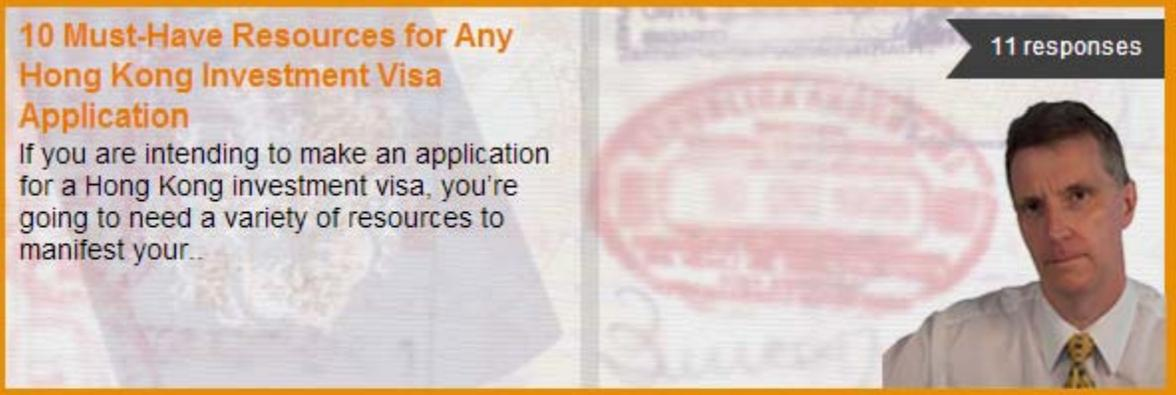 10 Must-Have Resources for Any
Hong Kong Investment Visa
Application
If you are intending to make an application
for a Hong Kong investment visa, you're
going to need a variety of resources to
manifest your..
11 responses